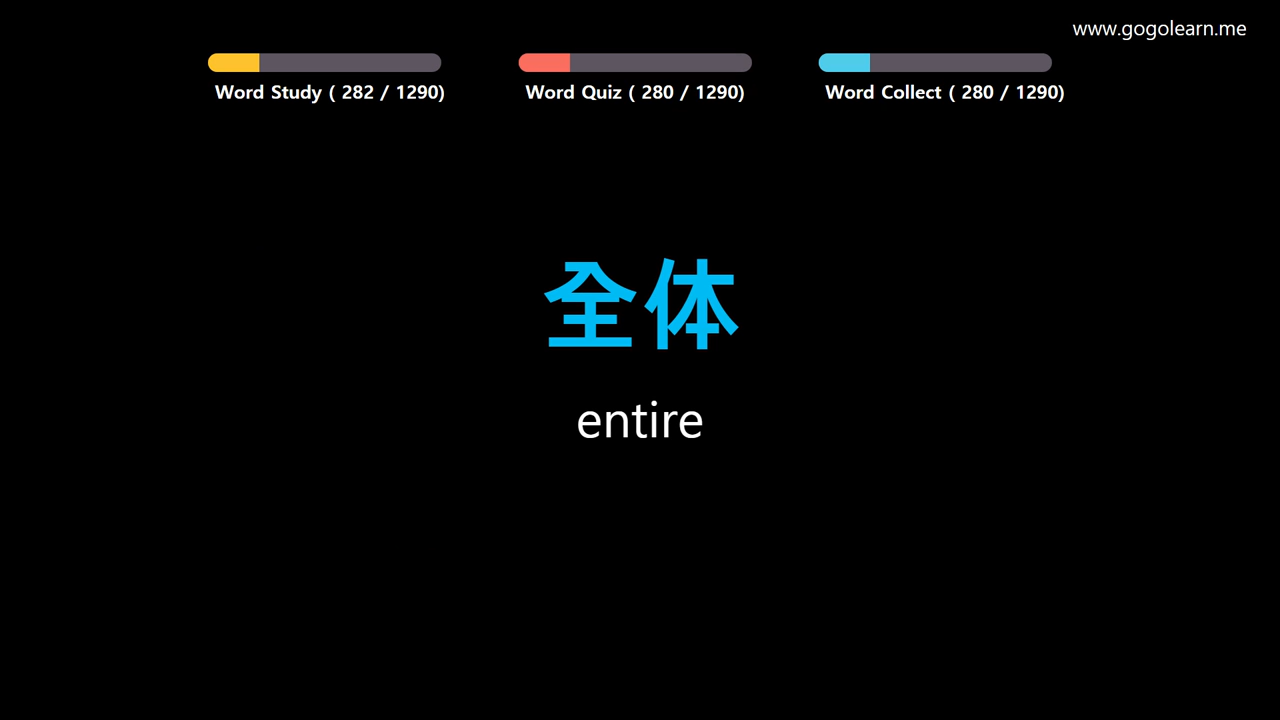 www.gogolearn.me
Word Study ( 282 / 1290)
Word Quiz ( 280 / 1290)
Word Collect ( 280 / 1290)
全体
entire